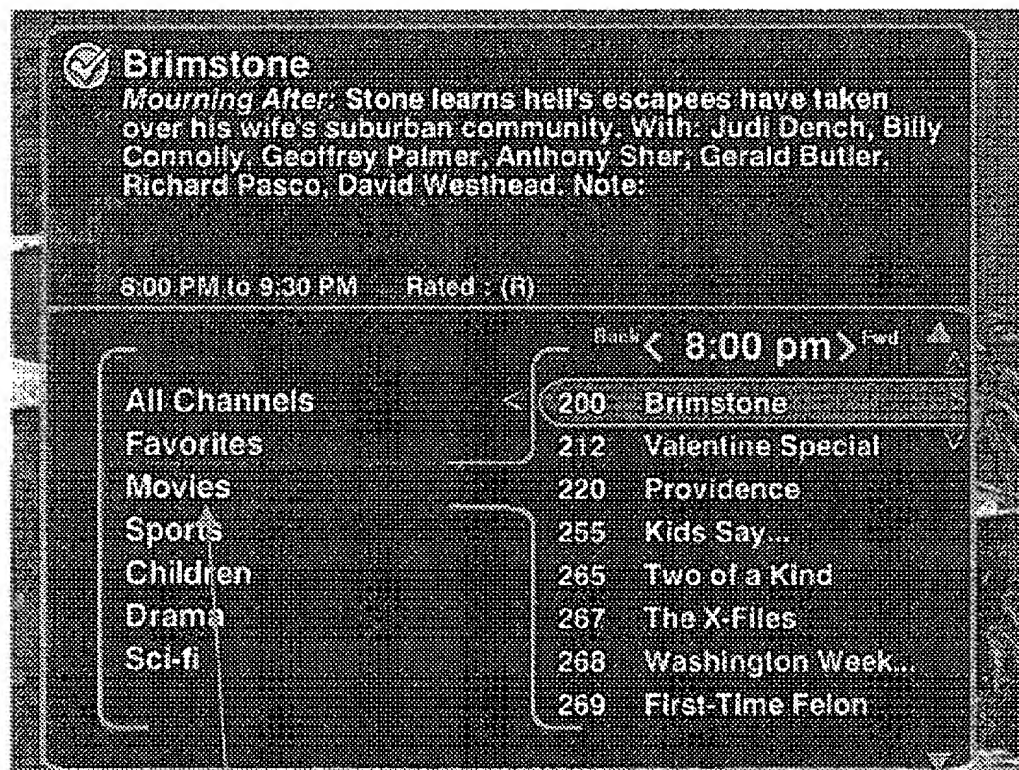 Brimstone
Mourning After: Stone learns hell's escapees have taken
over his wife's suburban community. With: Judi Dench, Billy
Connolly, Geoffrey Palmer, Anthony Sher, Gerald Butler,
Richard Pasco, David Westhead. Note:
8:00 PM to 9:30 PM Rated : (R)
Back < 8:00 pm > Fwd
All Channels < 200 Brimstone
Favorites 212 Valentine Special
Movies 220 Providence
Sports 255 Kids Say...
Children 265 Two of a Kind
Drama 267 The X-Files
Sci-fi 268 Washington Week...
269 First-Time Felon